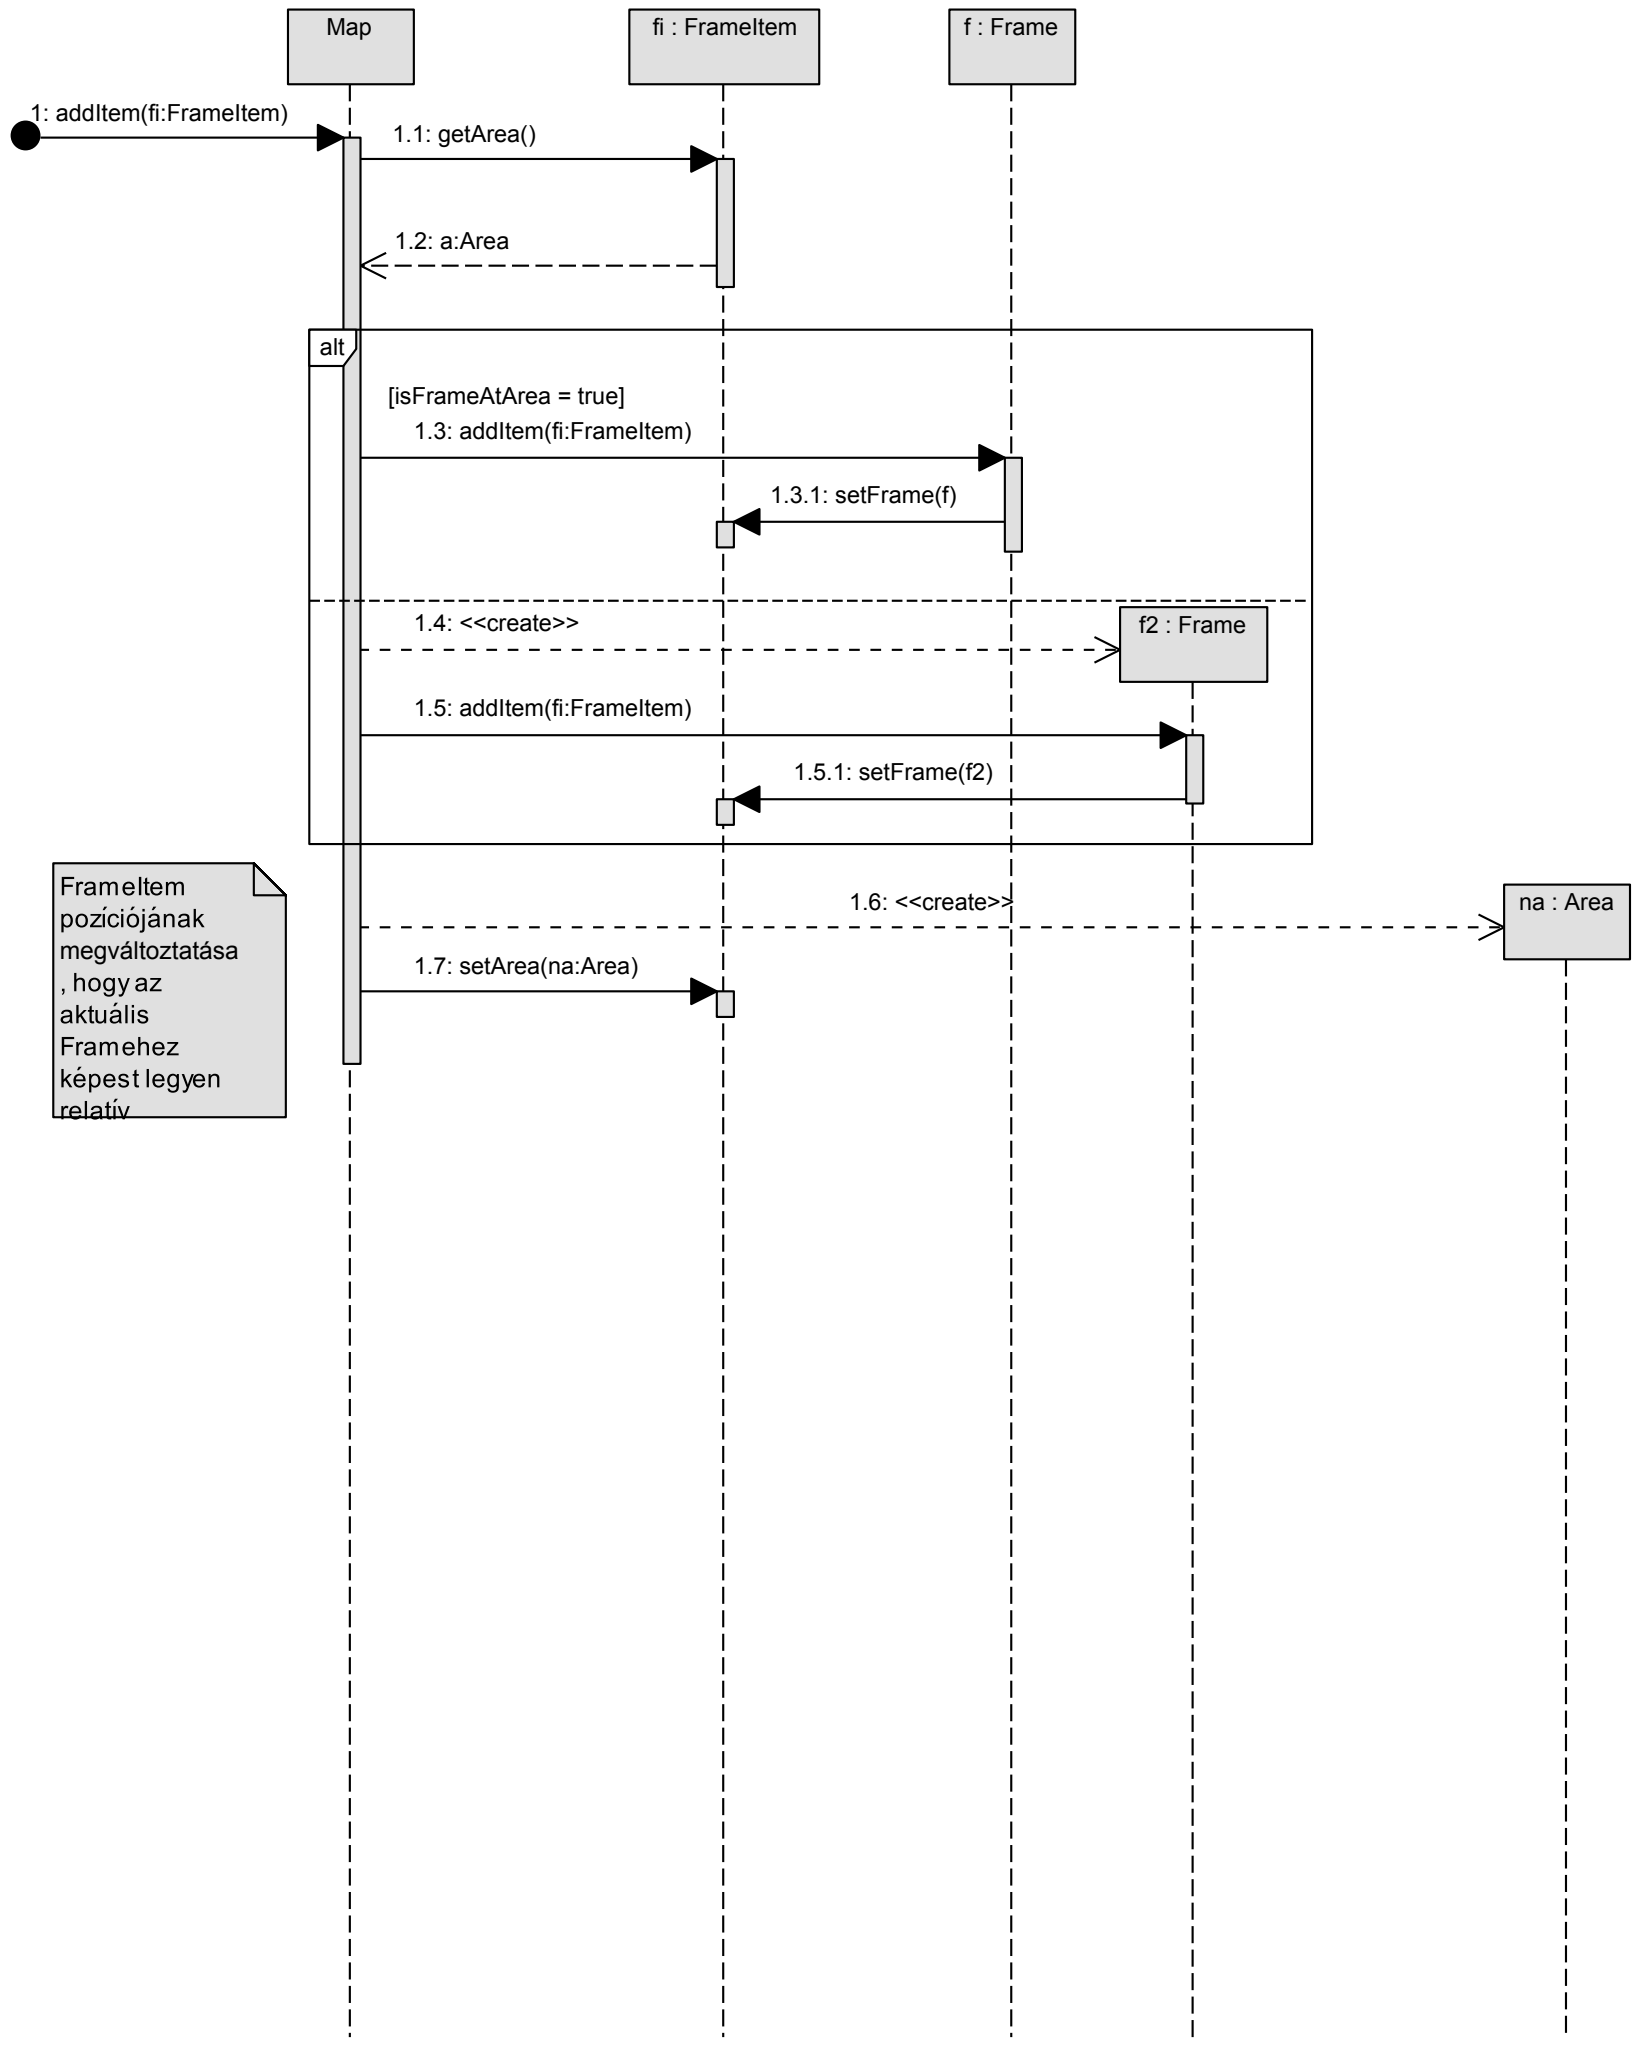 Map
fi : FrameItem
f : Frame
1: addItem(fi:FrameItem)
1.1: getArea()
1.2: a:Area
alt
[isFrameAtArea = true]
1.3: addItem(fi:FrameItem)
1.3.1: setFrame(f)
1.4: <<create>>
f2 : Frame
1.5: addItem(fi:FrameItem)
1.5.1: setFrame(f2)
FrameItem
pozíciójának
megváltoztatása
, hogy az
aktuális
Framehez
képest legyen
relatív
1.6: <<create>>
na : Area
1.7: setArea(na:Area)